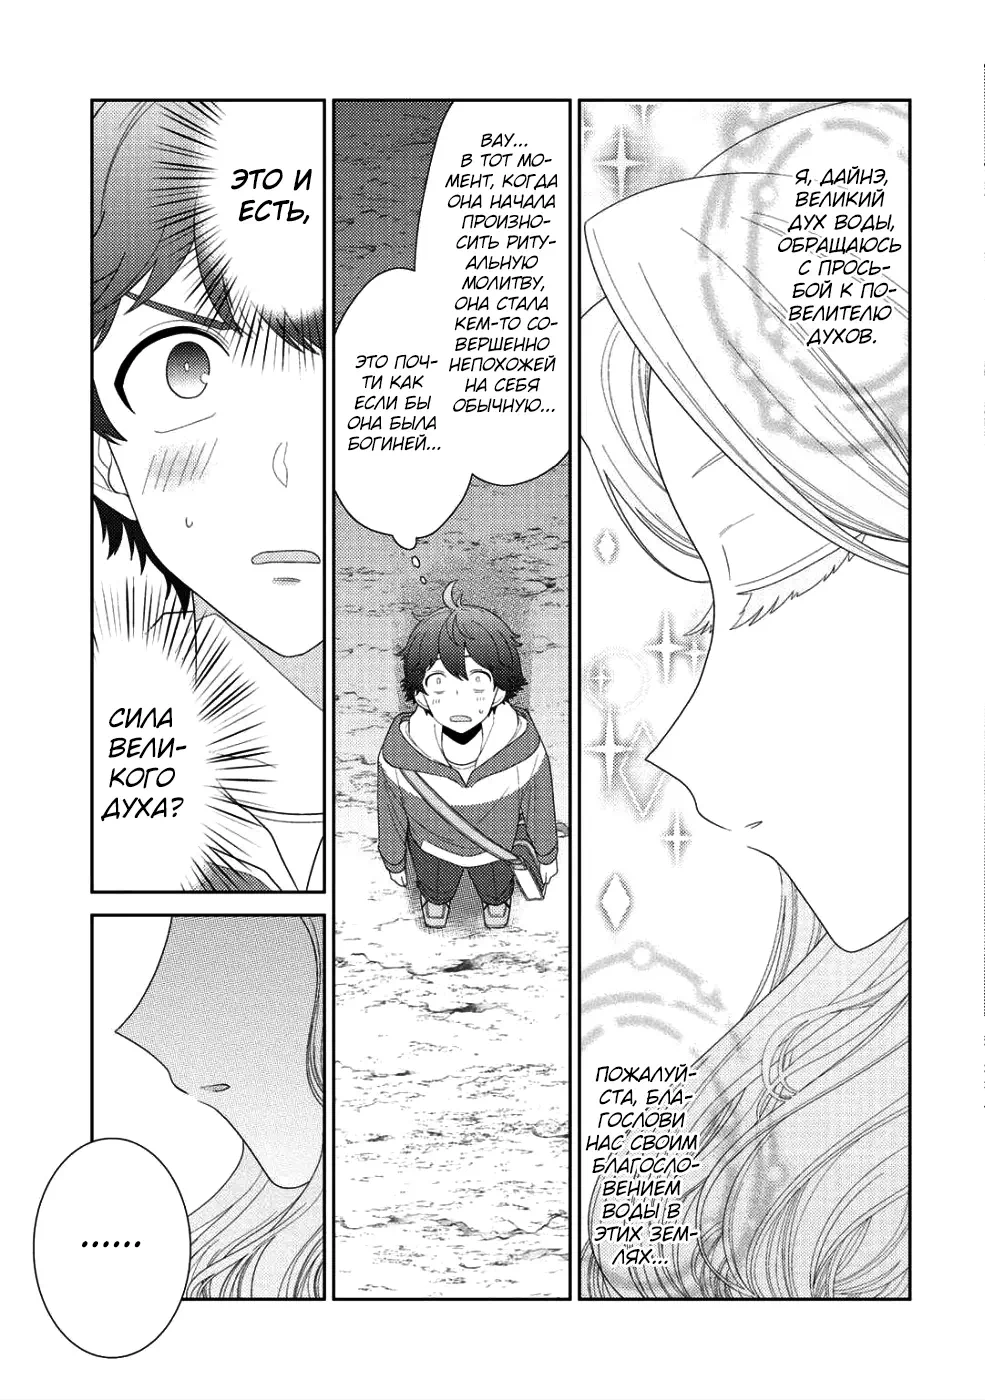 Я, ДАЙНЭ,
ВЕЛИКИЙ
ДУХ ВОДЫ,
ОБРАЩАЮСЬ
С ПРОСЬ-
БОЙ К ПО-
ВЕЛИТЕЛЮ
ДУХОВ.
ПОЖАЛУЙ-
СТА, БЛА-
ГОСЛОВИ
НАС СВОИМ
БЛАГОСЛО-
ВЕНИЕМ
ВОДЫ В
ЭТИХ ЗЕМ-
ЛЯХ...
ВАУ...
В ТОТ МО-
МЕНТ, КОГДА
ОНА НАЧАЛА
ПРОИЗНО-
СИТЬ РИТУ-
АЛЬНУЮ
МОЛИТВУ,
ОНА СТАЛА
КЕМ-ТО СО-
ВЕРШЕННО
НЕПОХОЖЕЙ
НА СЕБЯ
ОБЫЧНУЮ...
ЭТО ПОЧ-
ТИ КАК
ЕСЛИ БЫ
ОНА БЫЛА
БОГИНЕЙ...
ЭТО И
ЕСТЬ,
СИЛА
ВЕЛИ-
КОГО
ДУХА?
......